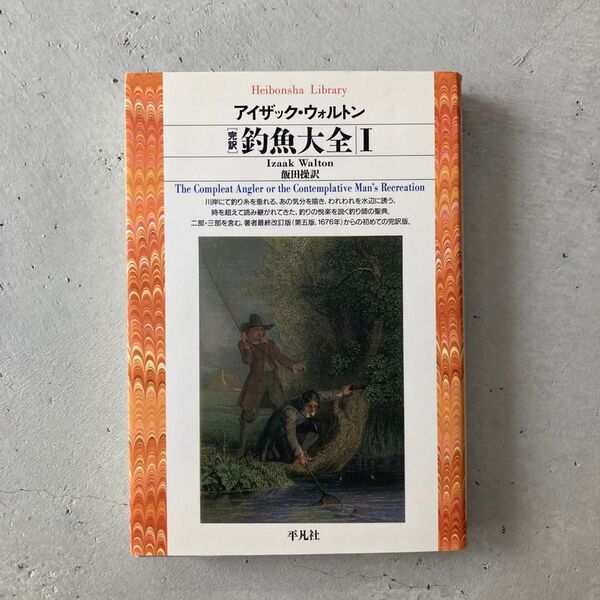 Heibonsha Library
アイザック・ウォルトン
[完訳]釣魚大全 I
Izaak Walton
飯田操訳
The Compleat Angler or the Contemplative Man's Recreation
川岸にて釣り糸を垂れる、あの気分を描き、われわれを水辺に誘う。
時を超えて読み継がれてきた、釣りの悦楽を説く釣り師の聖典。
二部・三部を含む、著者最終改訂版(第五版、1676年)からの初めての完訳版。
平凡社